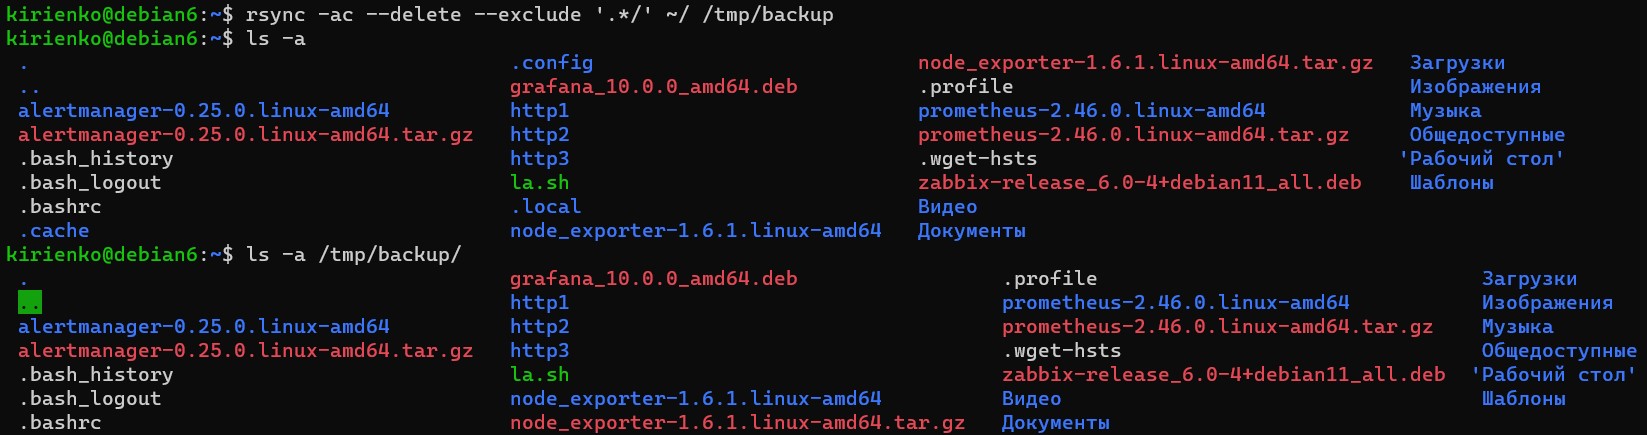 kirienko@debian6:~$ rsync -ac --delete --exclude '.*/' ~/ /tmp/backup
kirienko@debian6:~$ ls -a
. .config node_exporter-1.6.1.linux-amd64.tar.gz Загрузки
.. grafana_10.0.0_amd64.deb .profile Изображения
alertmanager-0.25.0.linux-amd64 http1 prometheus-2.46.0.linux-amd64 Музыка
alertmanager-0.25.0.linux-amd64.tar.gz http2 prometheus-2.46.0.linux-amd64.tar.gz Общедоступные
.bash_history http3 .wget-hsts 'Рабочий стол'
.bash_logout la.sh zabbix-release_6.0-4+debian11_all.deb Шаблоны
.bashrc .local Видео
.cache node_exporter-1.6.1.linux-amd64 Документы
kirienko@debian6:~$ ls -a /tmp/backup/
. grafana_10.0.0_amd64.deb .profile Загрузки
.. http1 prometheus-2.46.0.linux-amd64 Изображения
alertmanager-0.25.0.linux-amd64 http2 prometheus-2.46.0.linux-amd64.tar.gz Музыка
alertmanager-0.25.0.linux-amd64.tar.gz http3 .wget-hsts Общедоступные
.bash_history la.sh zabbix-release_6.0-4+debian11_all.deb 'Рабочий стол'
.bash_logout node_exporter-1.6.1.linux-amd64 Видео Шаблоны
.bashrc node_exporter-1.6.1.linux-amd64.tar.gz Документы